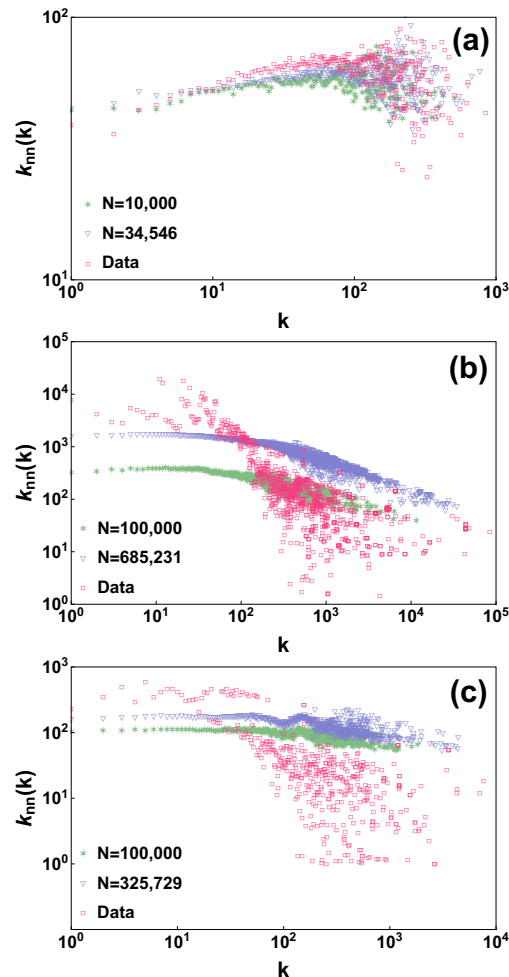 (a)
10²
k_nn(k)
N=10,000
N=34,546
Data
10¹
10⁰ 10¹ 10² 10³
k
(b)
10⁵
10⁴
10³
k_nn(k)
10²
N=100,000
10¹
N=685,231
Data
10⁰
10⁰ 10¹ 10² 10³ 10⁴ 10⁵
k
(c)
10³
10²
k_nn(k)
10¹
N=100,000
10⁰
N=325,729
Data
10⁰ 10¹ 10² 10³ 10⁴
k